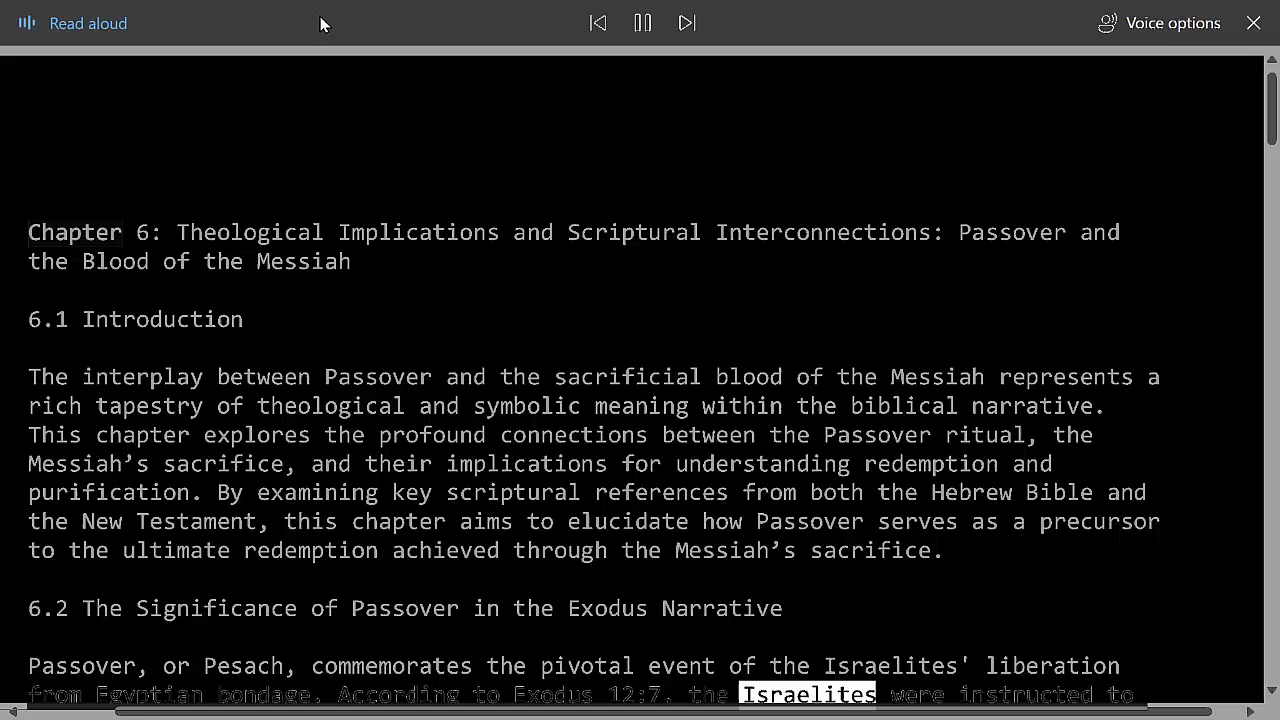 Read aloud
Voice options
Chapter 6: Theological Implications and Scriptural Interconnections: Passover and
the Blood of the Messiah
6.1 Introduction
The interplay between Passover and the sacrificial blood of the Messiah represents a
rich tapestry of theological and symbolic meaning within the biblical narrative.
This chapter explores the profound connections between the Passover ritual, the
Messiah’s sacrifice, and their implications for understanding redemption and
purification. By examining key scriptural references from both the Hebrew Bible and
the New Testament, this chapter aims to elucidate how Passover serves as a precursor
to the ultimate redemption achieved through the Messiah’s sacrifice.
6.2 The Significance of Passover in the Exodus Narrative
Passover, or Pesach, commemorates the pivotal event of the Israelites' liberation
from Egyptian bondage. According to Exodus 12:7, the Israelites were instructed to